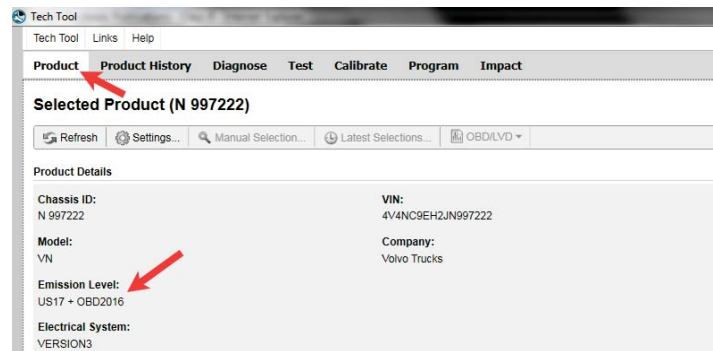 Tech Tool
Tech Tool Links Help
Product Product History Diagnose Test Calibrate Program Impact
Selected Product (N 997222)
Refresh Settings... Manual Selection... Latest Selections... OBD/LVD
Product Details
Chassis ID: VIN:
N 997222 4V4NC9EH2JN997222
Model: Company:
VN Volvo Trucks
Emission Level:
US17 + OBD2016
Electrical System:
VERSION3